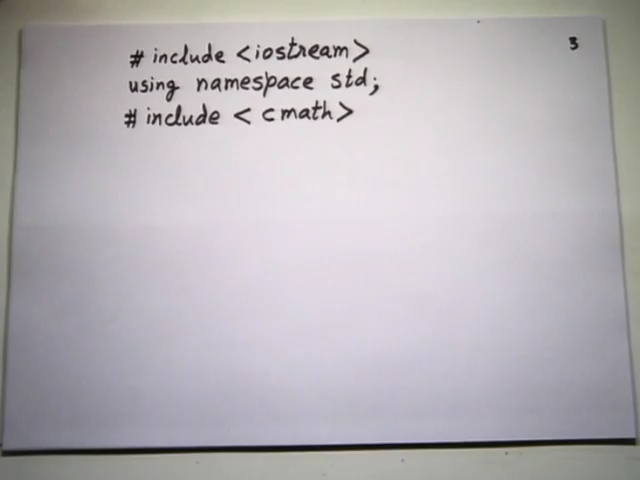 3
# include <iostream>
using namespace std;
# include < cmath>